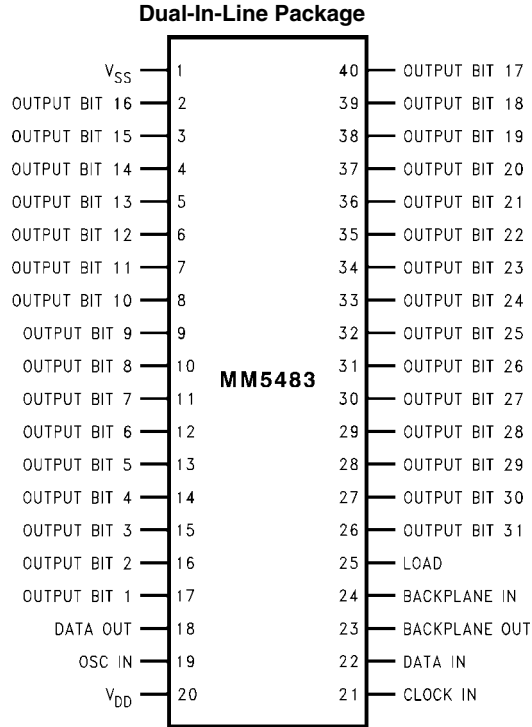 Dual-In-Line Package
V_SS 1 40 OUTPUT BIT 17
OUTPUT BIT 16 2 39 OUTPUT BIT 18
OUTPUT BIT 15 3 38 OUTPUT BIT 19
OUTPUT BIT 14 4 37 OUTPUT BIT 20
OUTPUT BIT 13 5 36 OUTPUT BIT 21
OUTPUT BIT 12 6 35 OUTPUT BIT 22
OUTPUT BIT 11 7 34 OUTPUT BIT 23
OUTPUT BIT 10 8 33 OUTPUT BIT 24
OUTPUT BIT 9 9 32 OUTPUT BIT 25
OUTPUT BIT 8 10 31 OUTPUT BIT 26
MM5483
OUTPUT BIT 7 11 30 OUTPUT BIT 27
OUTPUT BIT 6 12 29 OUTPUT BIT 28
OUTPUT BIT 5 13 28 OUTPUT BIT 29
OUTPUT BIT 4 14 27 OUTPUT BIT 30
OUTPUT BIT 3 15 26 OUTPUT BIT 31
OUTPUT BIT 2 16 25 LOAD
OUTPUT BIT 1 17 24 BACKPLANE IN
DATA OUT 18 23 BACKPLANE OUT
OSC IN 19 22 DATA IN
V_DD 20 21 CLOCK IN